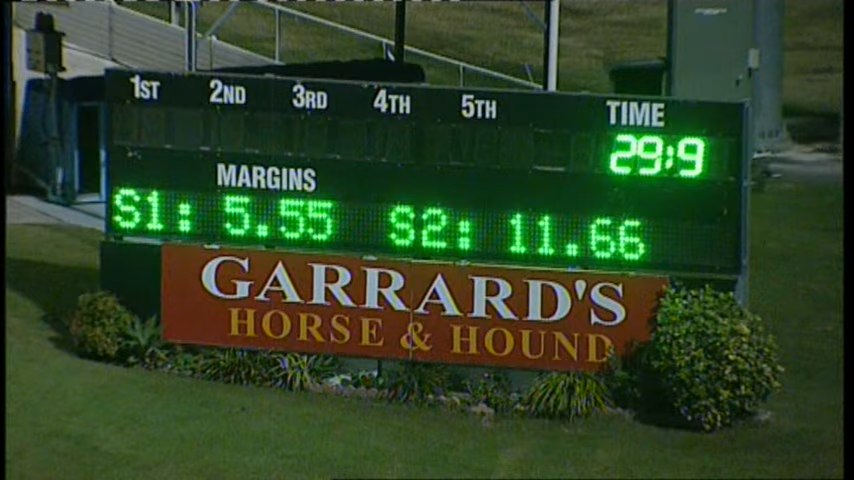 1ST 2ND 3RD 4TH 5TH TIME
29:9
MARGINS
S1: 5.55 S2: 11.66
GARRARD'S
HORSE & HOUND